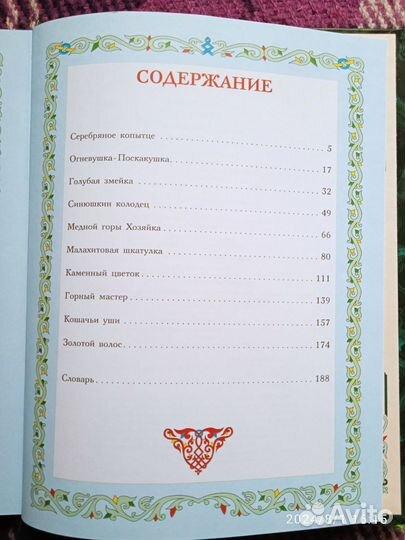 СОДЕРЖАНИЕ
Серебряное копытце ........ 5
Огневушка-Поскакушка ........ 17
Голубая змейка ........ 32
Синюшкин колодец ........ 49
Медной горы Хозяйка ........ 66
Малахитовая шкатулка ........ 80
Каменный цветок ........ 111
Горный мастер ........ 139
Кошачьи уши ........ 157
Золотой волос ........ 174
Словарь ........ 188
Avito